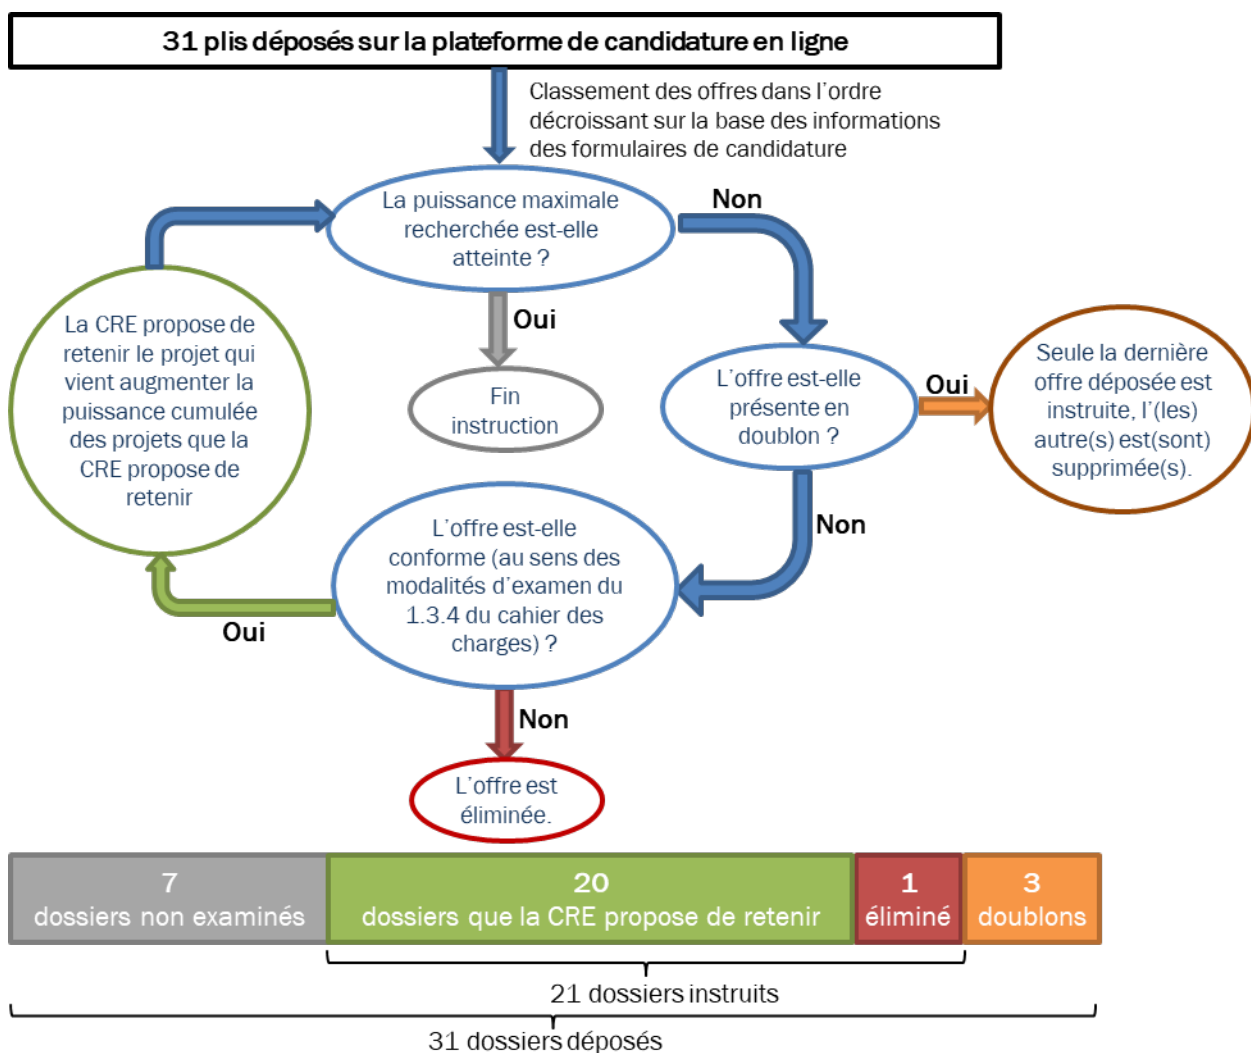 31 plis déposés sur la plateforme de candidature en ligne
Classement des offres dans l'ordre
décroissant sur la base des informations
des formulaires de candidature
La puissance maximale
recherchée est-elle
atteinte ?
Non
Oui
Fin
instruction
La CRE propose de
retenir le projet qui
vient augmenter la
puissance cumulée
des projets que la
CRE propose de
retenir
L'offre est-elle
présente en
doublon ?
Oui
Seule la dernière
offre déposée est
instruite, l'(les)
autre(s) est(sont)
supprimée(s).
Non
L'offre est-elle
conforme (au sens des
modalités d'examen du
1.3.4 du cahier des
charges) ?
Oui
Non
L'offre est
éliminée.
7
dossiers non examinés
20
dossiers que la CRE propose de retenir
1
éliminé
3
doublons
21 dossiers instruits
31 dossiers déposés